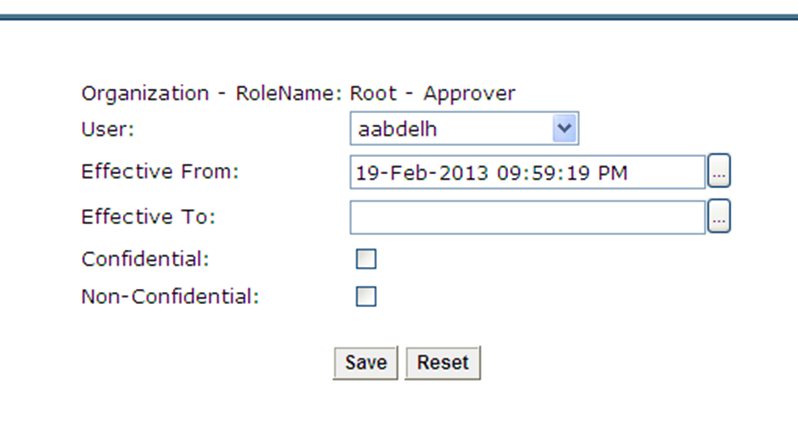 Organization - RoleName: Root - Approver
User: aabdelh
Effective From: 19-Feb-2013 09:59:19 PM ...
Effective To: ...
Confidential:
Non-Confidential:
Save Reset